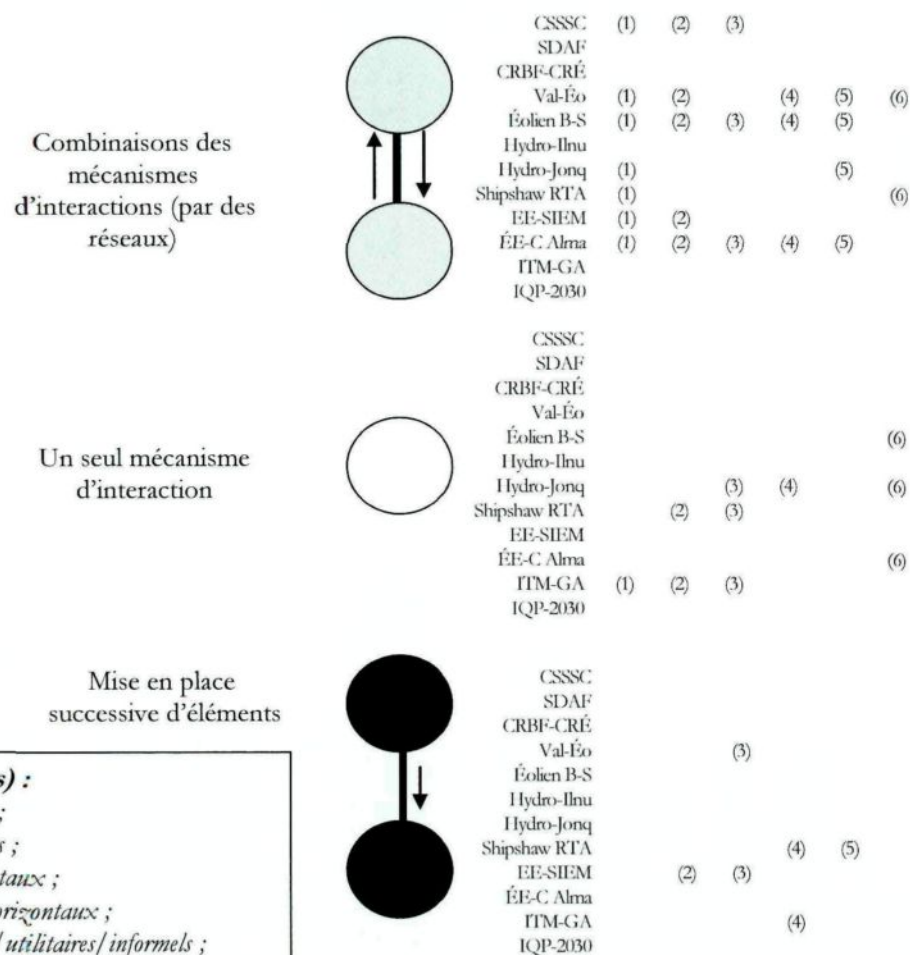 CSSSC (1) (2) (3)
SDAF
CRBF-CRÉ
Val-Éo (1) (2) (4) (5) (6)
Éolien B-S (1) (2) (3) (4) (5)
Hydro-Ilnu
Hydro-Jonq (1) (5)
Shipshaw RTA (1) (6)
EE-SIEM (1) (2)
ÉE-C Alma (1) (2) (3) (4) (5)
ITM-GA
IQP-2030
Combinaisons des
mécanismes
d'interactions (par des
réseaux)
CSSSC
SDAF
CRBF-CRÉ
Val-Éo
Éolien B-S (6)
Hydro-Ilnu
Hydro-Jonq (3) (4) (6)
Shipshaw RTA (2) (3)
EE-SIEM
ÉE-C Alma (6)
ITM-GA (1) (2) (3)
IQP-2030
Un seul mécanisme
d'interaction
CSSSC
SDAF
CRBF-CRÉ
Val-Éo (3)
Éolien B-S
Hydro-Ilnu
Hydro-Jonq
Shipshaw RTA (4) (5)
EE-SIEM (2) (3)
ÉE-C Alma
ITM-GA (4)
IQP-2030
Mise en place
successive d'éléments
s) :
;
s ;
taux ;
orizontaux ;
/ utilitaires/ informels ;